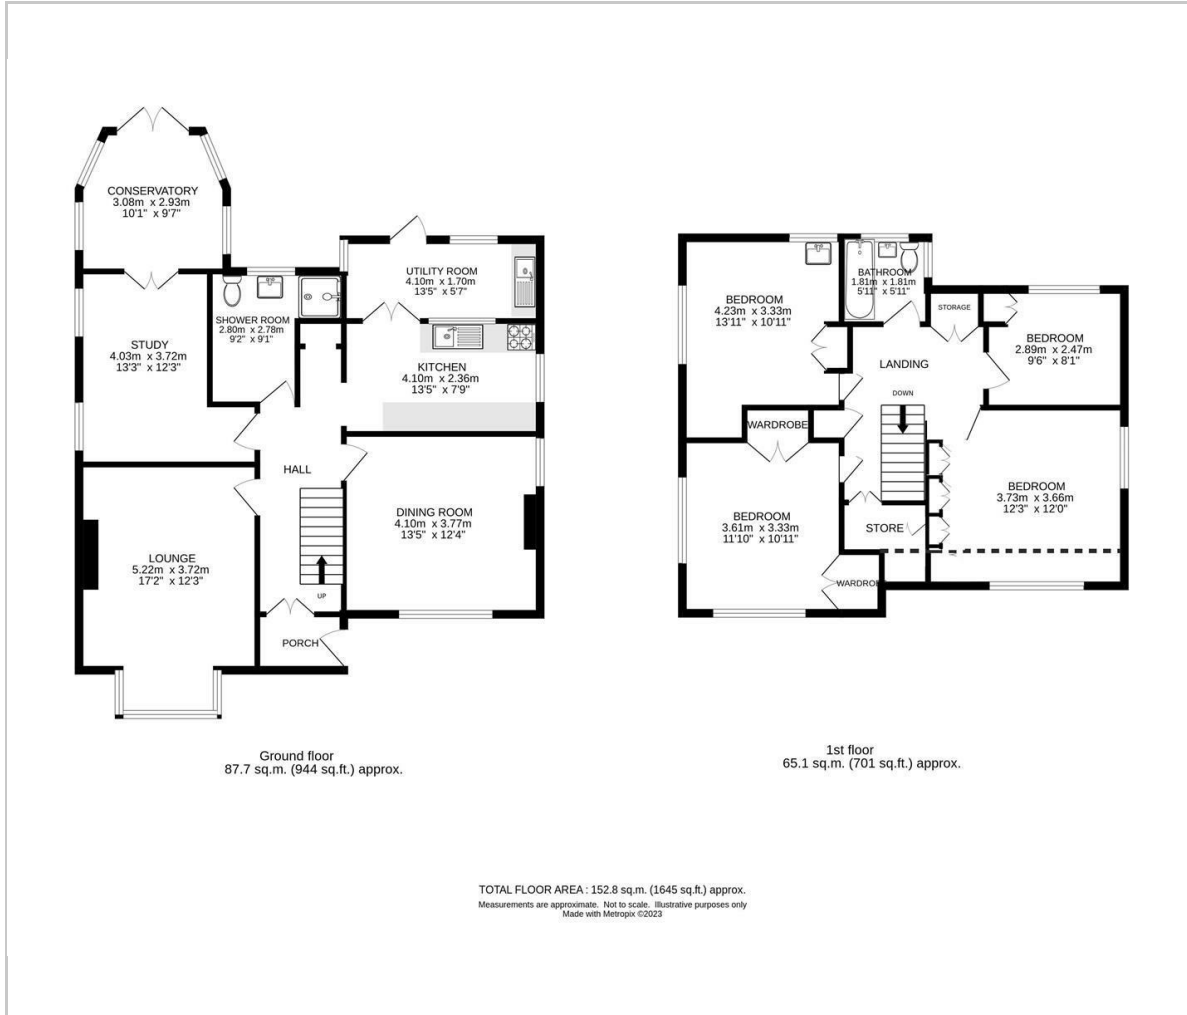 CONSERVATORY
3.08m x 2.93m
10'1" x 9'7"
UTILITY ROOM
4.10m x 1.70m
13'5" x 5'7"
SHOWER ROOM
2.80m x 2.78m
9'2" x 9'1"
STUDY
4.03m x 3.72m
13'3" x 12'3"
KITCHEN
4.10m x 2.36m
13'5" x 7'9"
HALL
DINING ROOM
4.10m x 3.77m
13'5" x 12'4"
LOUNGE
5.22m x 3.72m
17'2" x 12'3"
UP
PORCH
Ground floor
87.7 sq.m. (944 sq.ft.) approx.
BATHROOM
1.81m x 1.81m
5'11" x 5'11"
BEDROOM
4.23m x 3.33m
13'11" x 10'11"
STORAGE
BEDROOM
2.89m x 2.47m
9'6" x 8'1"
LANDING
DOWN
WARDROBE
BEDROOM
3.73m x 3.66m
12'3" x 12'0"
BEDROOM
3.61m x 3.33m
11'10" x 10'11"
STORE
WARDROBE
1st floor
65.1 sq.m. (701 sq.ft.) approx.
TOTAL FLOOR AREA : 152.8 sq.m. (1645 sq.ft.) approx.
Measurements are approximate. Not to scale. Illustrative purposes only
Made with Metropix ©2023